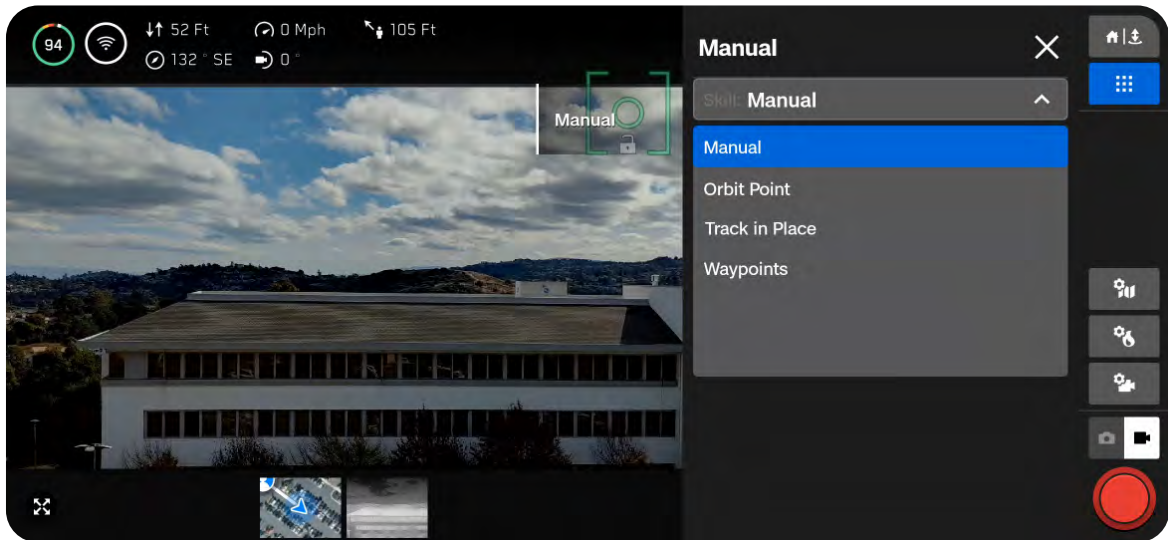 94
52 Ft
0 Mph
105 Ft
132 ° SE
0 °
Manual
Manual
Skill: Manual
Manual
Orbit Point
Track in Place
Waypoints